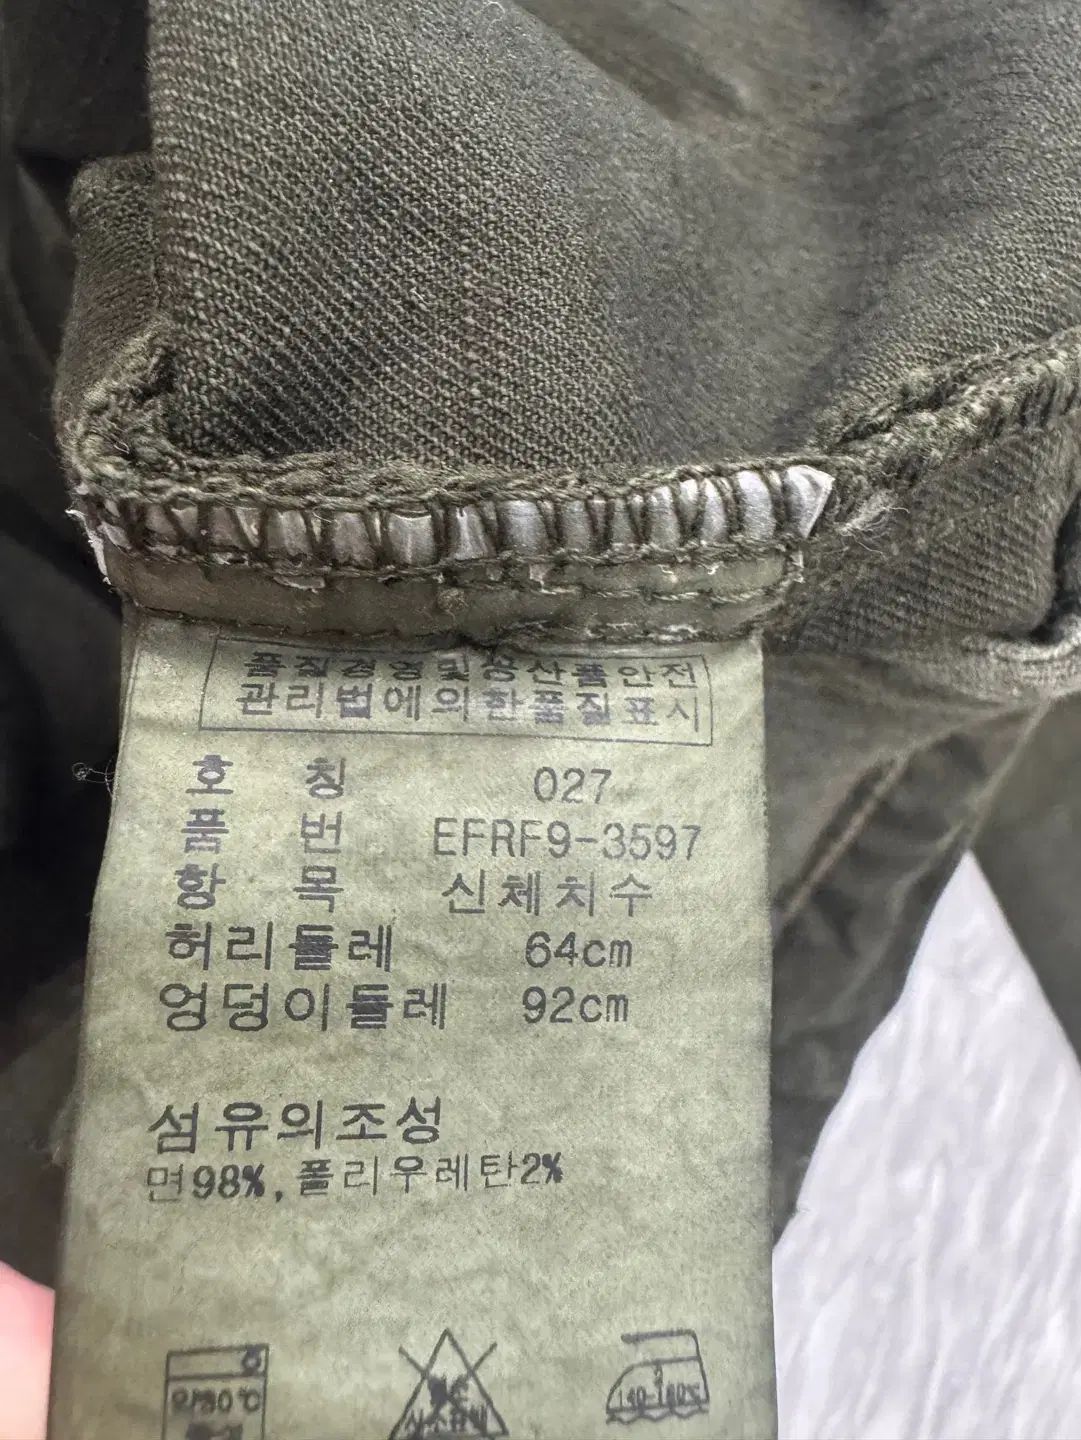 품질경영및공산품안전
관리법에의한품질표시
호 칭 027
품 번 EFRF9-3597
항 목 신체치수
허리둘레 64cm
엉덩이둘레 92cm
섬유의조성
면98%,폴리우레탄2%
140-160℃